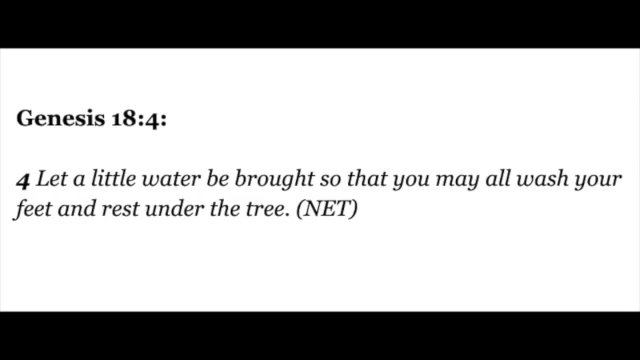 Genesis 18:4:
4 Let a little water be brought so that you may all wash your
feet and rest under the tree. (NET)